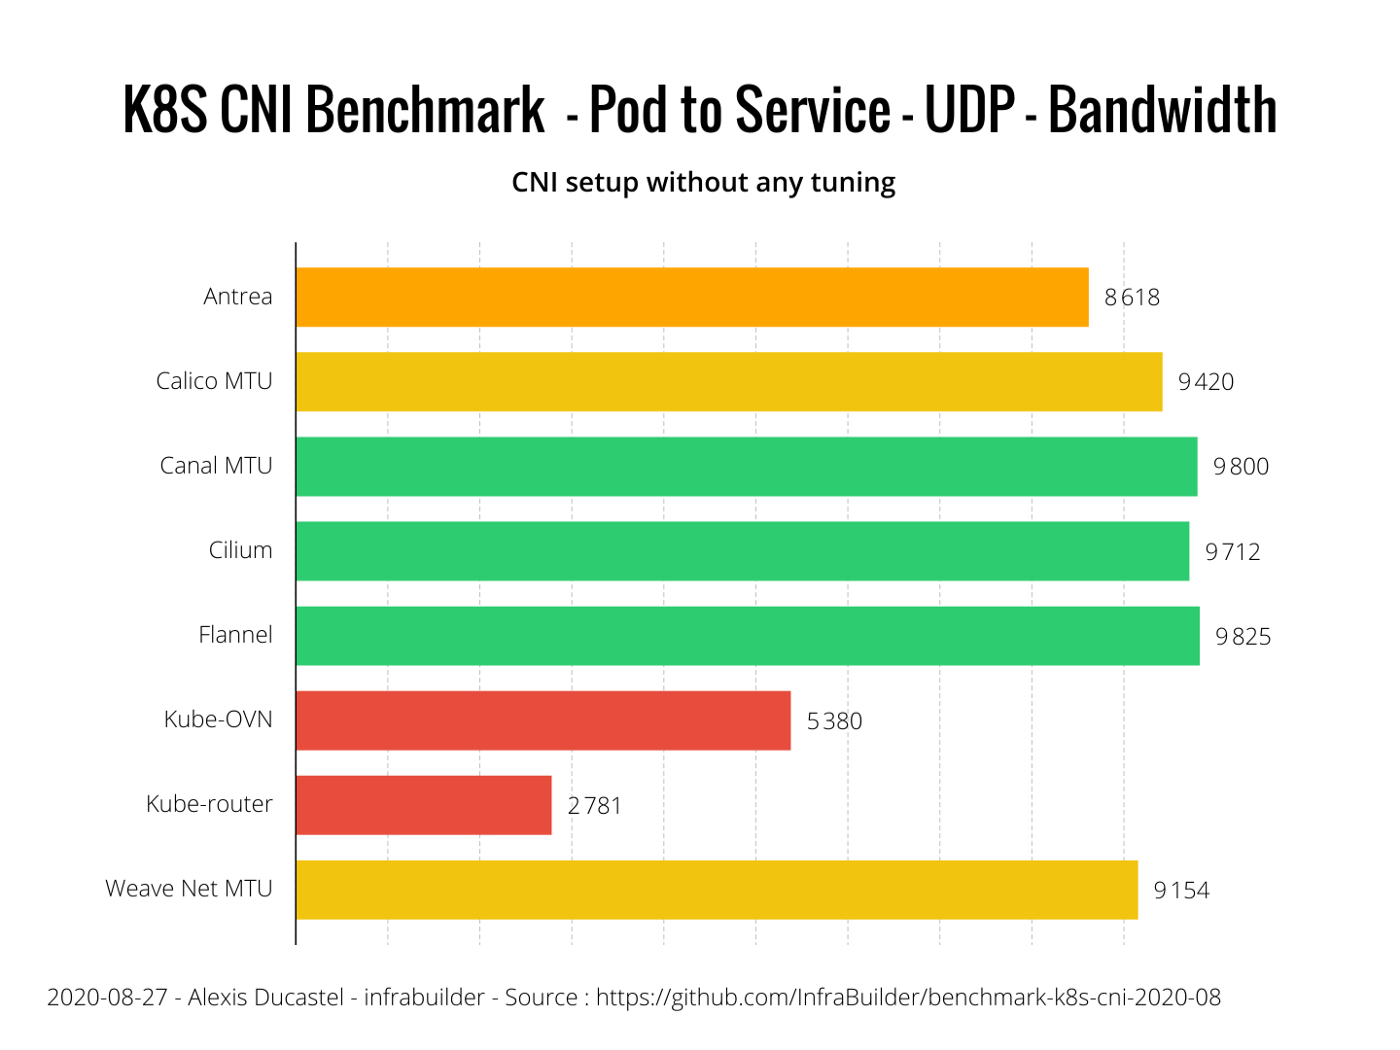 K8S CNI Benchmark - Pod to Service - UDP - Bandwidth
CNI setup without any tuning
Antrea 8 618
Calico MTU 9 420
Canal MTU 9 800
Cilium 9 712
Flannel 9 825
Kube-OVN 5 380
Kube-router 2 781
Weave Net MTU 9 154
2020-08-27 - Alexis Ducastel - infrabuilder - Source : https://github.com/InfraBuilder/benchmark-k8s-cni-2020-08